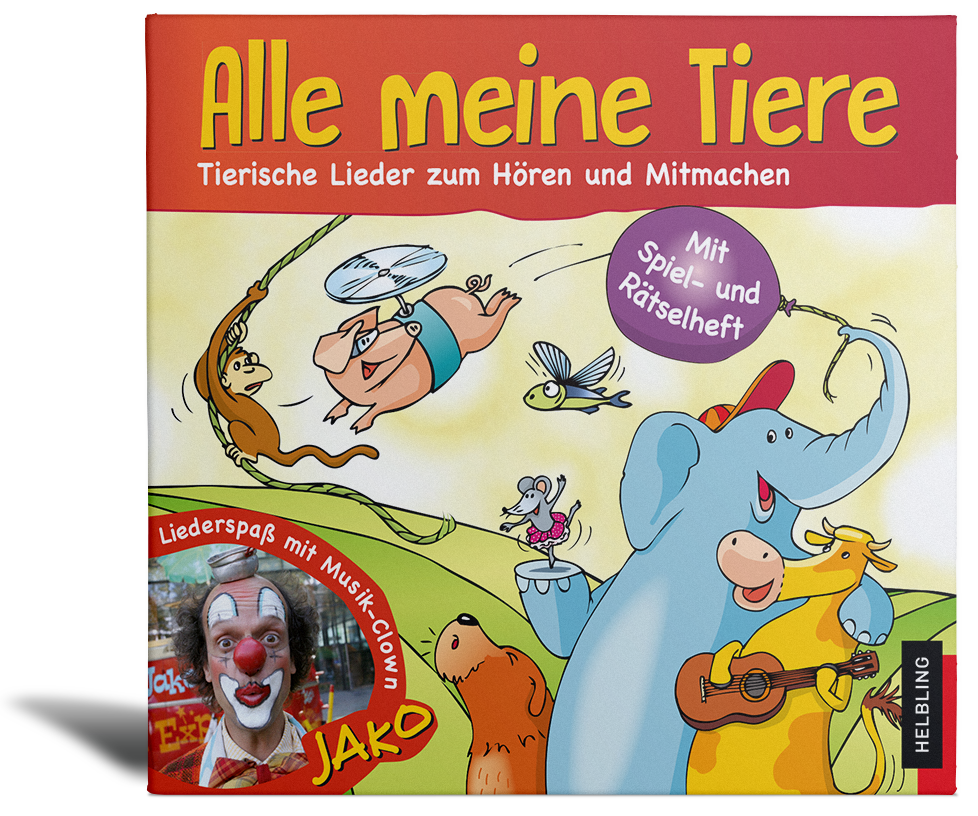 Alle meine Tiere
Tierische Lieder zum Hören und Mitmachen
Mit
Spiel- und
Rätselheft
Liederspaß mit Musik-Clown
JAKO
HELBLING